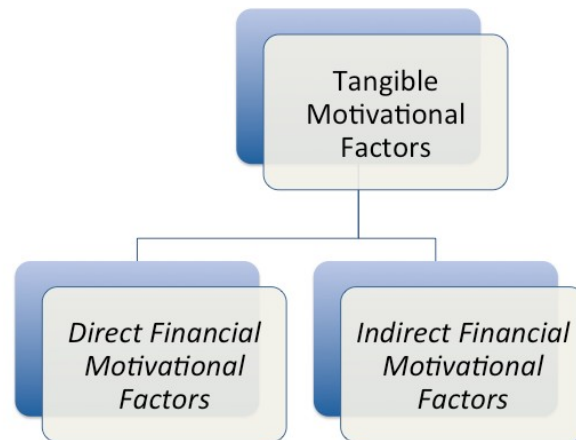 Tangible
Motivational
Factors
Direct Financial
Motivational
Factors
Indirect Financial
Motivational
Factors